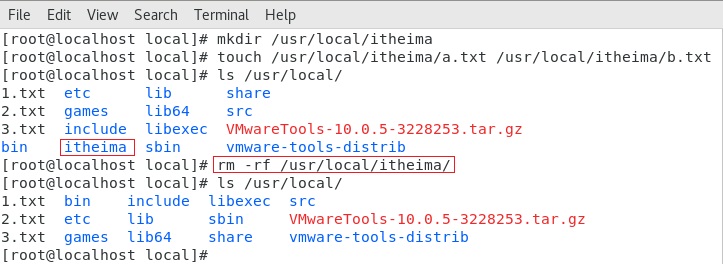 File Edit View Search Terminal Help
[root@localhost local]# mkdir /usr/local/itheima
[root@localhost local]# touch /usr/local/itheima/a.txt /usr/local/itheima/b.txt
[root@localhost local]# ls /usr/local/
1.txt etc lib share
2.txt games lib64 src
3.txt include libexec VMwareTools-10.0.5-3228253.tar.gz
bin itheima sbin vmware-tools-distrib
[root@localhost local]# rm -rf /usr/local/itheima/
[root@localhost local]# ls /usr/local/
1.txt bin include libexec src
2.txt etc lib sbin VMwareTools-10.0.5-3228253.tar.gz
3.txt games lib64 share vmware-tools-distrib
[root@localhost local]#